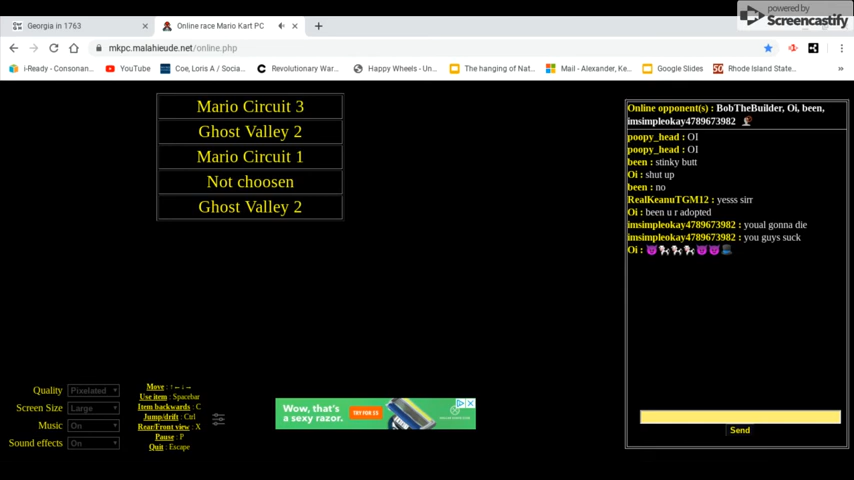 powered by
Screencastify
Georgia in 1763
Online race Mario Kart PC
mkpc.malahieude.net/online.php
i-Ready - Consonan...
YouTube
Coe, Loris A / Socia...
Revolutionary War...
Happy Wheels - Un...
The hanging of Nat...
Mail - Alexander, Ke...
Google Slides
Rhode Island State...
Mario Circuit 3
Ghost Valley 2
Mario Circuit 1
Not choosen
Ghost Valley 2
Online opponent(s) : BobTheBuilder, Oi, been,
imsimpleokay4789673982
poopy_head : OI
poopy_head : OI
been : stinky butt
Oi : shut up
been : no
RealKeanuTGM12 : yesss sirr
Oi : been u r adopted
imsimpleokay4789673982 : youal gonna die
imsimpleokay4789673982 : you guys suck
Oi : 😈🐩🐩🐩😈😈
Send
Quality Pixelated
Screen Size Large
Music On
Sound effects On
Move : ↑←↓→
Use item : Spacebar
Item backwards : C
Jump/drift : Ctrl
Rear/Front view : X
Pause : P
Quit : Escape
Wow, that's
a sexy razor.
TRY FOR £5